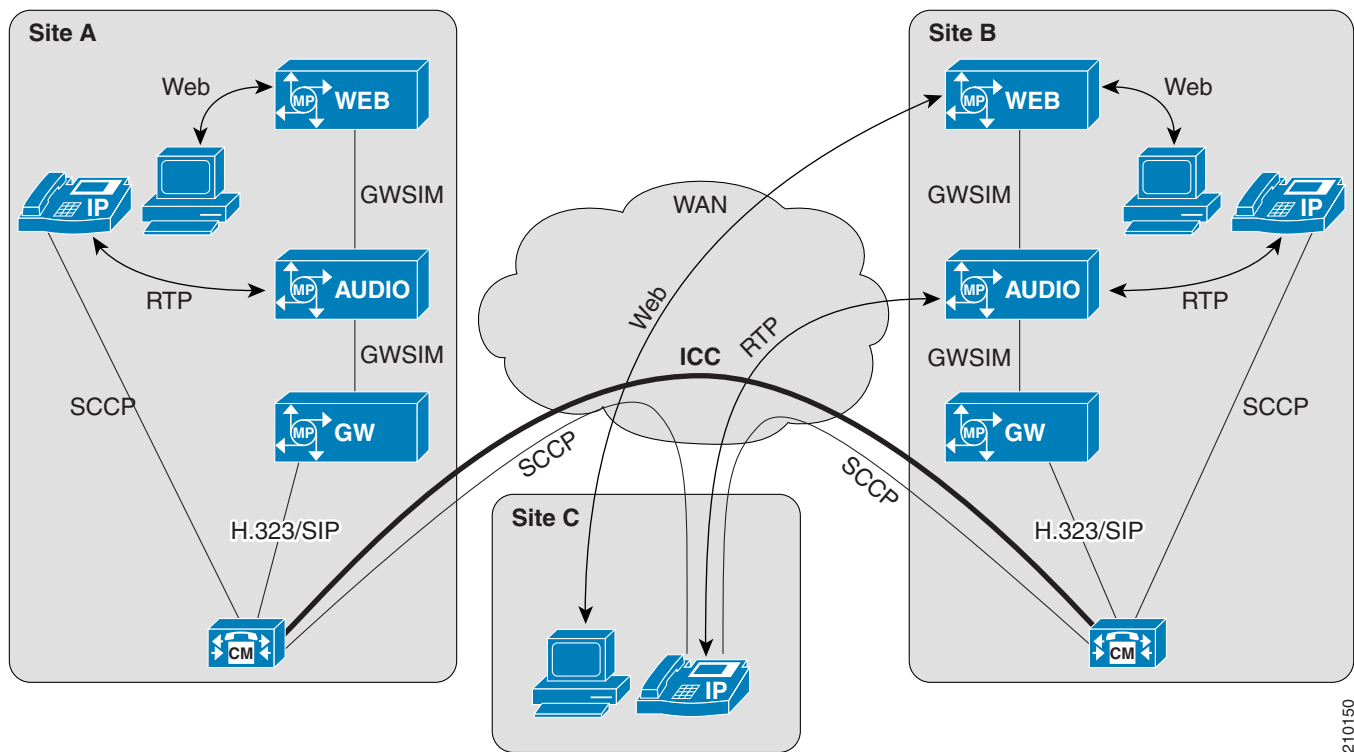 Site A
Web
MP WEB
GWSIM
IP
RTP
MP AUDIO
GWSIM
SCCP
MP GW
H.323/SIP
CM
WAN
Web
RTP
ICC
SCCP
SCCP
Site C
IP
Site B
MP WEB
Web
GWSIM
IP
MP AUDIO
RTP
GWSIM
SCCP
MP GW
H.323/SIP
CM
210150